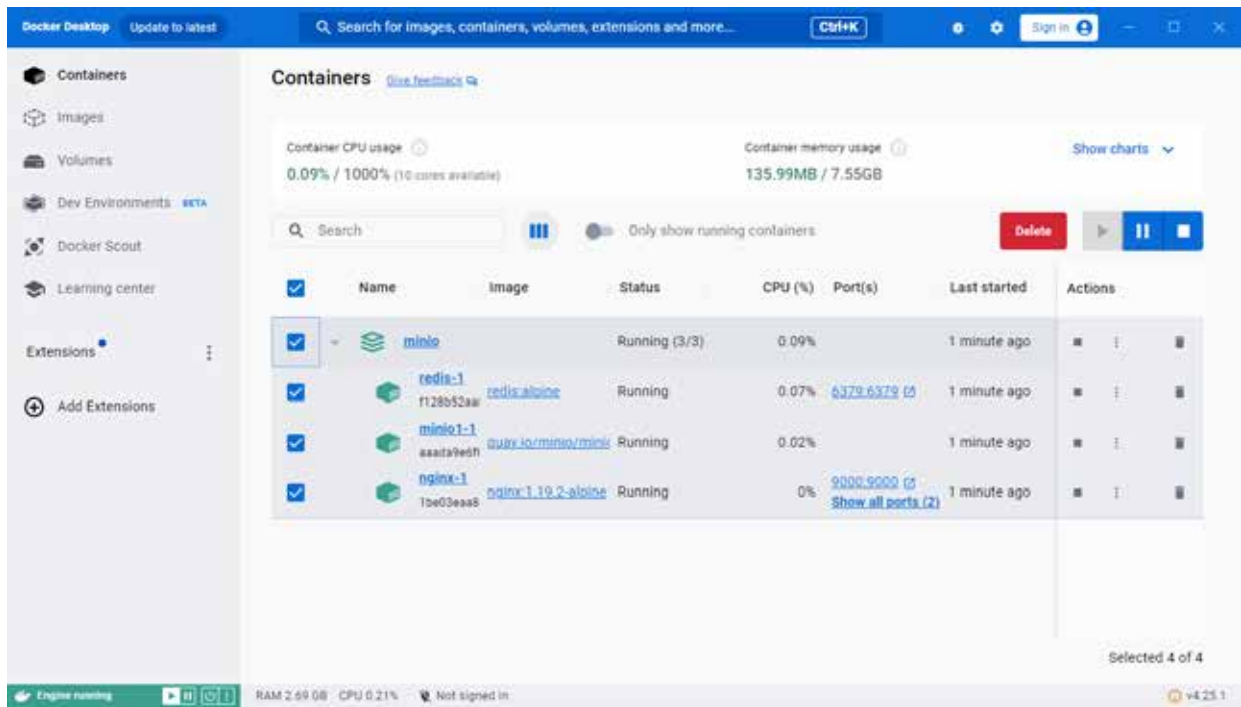 Docker Desktop Update to latest Search for images, containers, volumes, extensions and more... Ctrl+K Sign in
Containers
Images
Volumes
Dev Environments BETA
Docker Scout
Learning center
Extensions
Add Extensions
Containers Give feedback
Container CPU usage
0.09% / 1000% (10 cores available)
Container memory usage
135.99MB / 7.55GB
Show charts
Search Only show running containers Delete
Name Image Status CPU (%) Port(s) Last started Actions
minio Running (3/3) 0.09% 1 minute ago
redis-1
f128b52aa redis:alpine Running 0.07% 6379:6379 1 minute ago
minio1-1
quay.io/minio/minio Running 0.02% 1 minute ago
nginx-1
1be03eaa8 nginx:1.19.2-alpine Running 0% 9000:9000 1 minute ago
Show all ports (2)
Selected 4 of 4
Engine running RAM 2.69 GB CPU 0.21% Not signed in v4.25.1